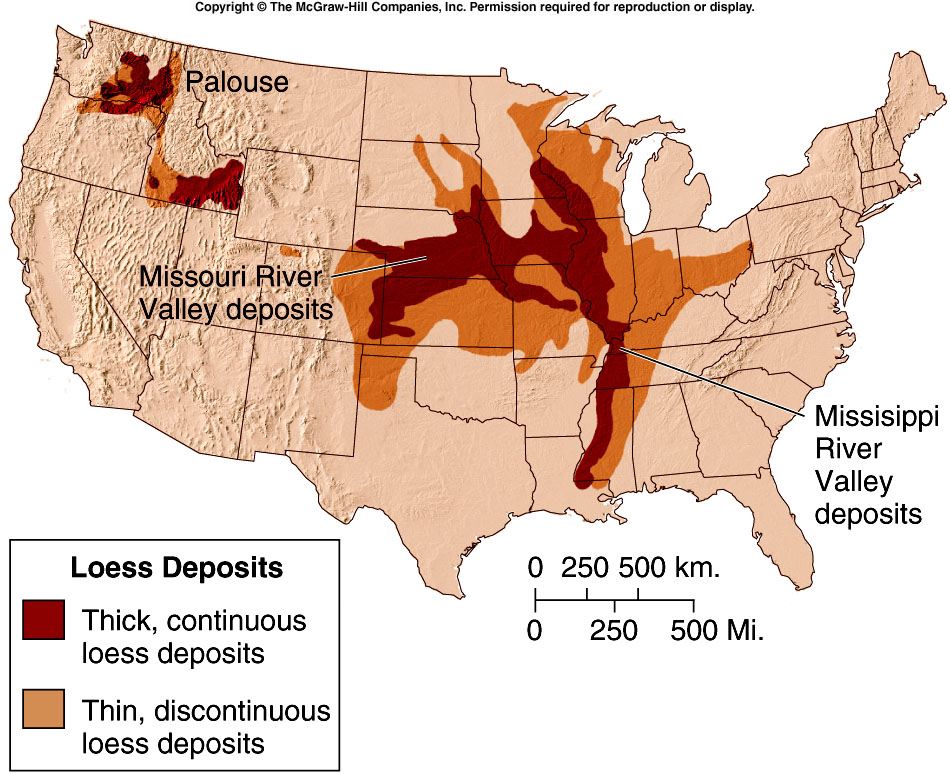 Copyright © The McGraw-Hill Companies, Inc. Permission required for reproduction or display.
Palouse
Missouri River
Valley deposits
Missisippi
River
Valley
deposits
Loess Deposits
Thick, continuous
loess deposits
Thin, discontinuous
loess deposits
0 250 500 km.
0 250 500 Mi.